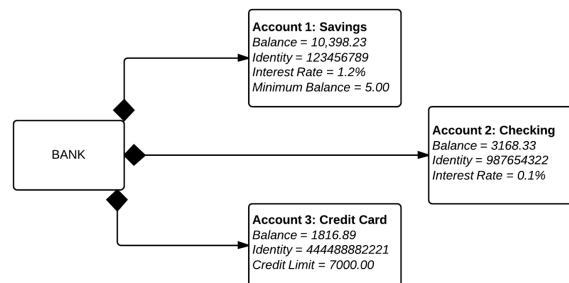 Account 1: Savings
Balance = 10,398.23
Identity = 123456789
Interest Rate = 1.2%
Minimum Balance = 5.00
BANK
Account 2: Checking
Balance = 3168.33
Identity = 987654322
Interest Rate = 0.1%
Account 3: Credit Card
Balance = 1816.89
Identity = 444488882221
Credit Limit = 7000.00